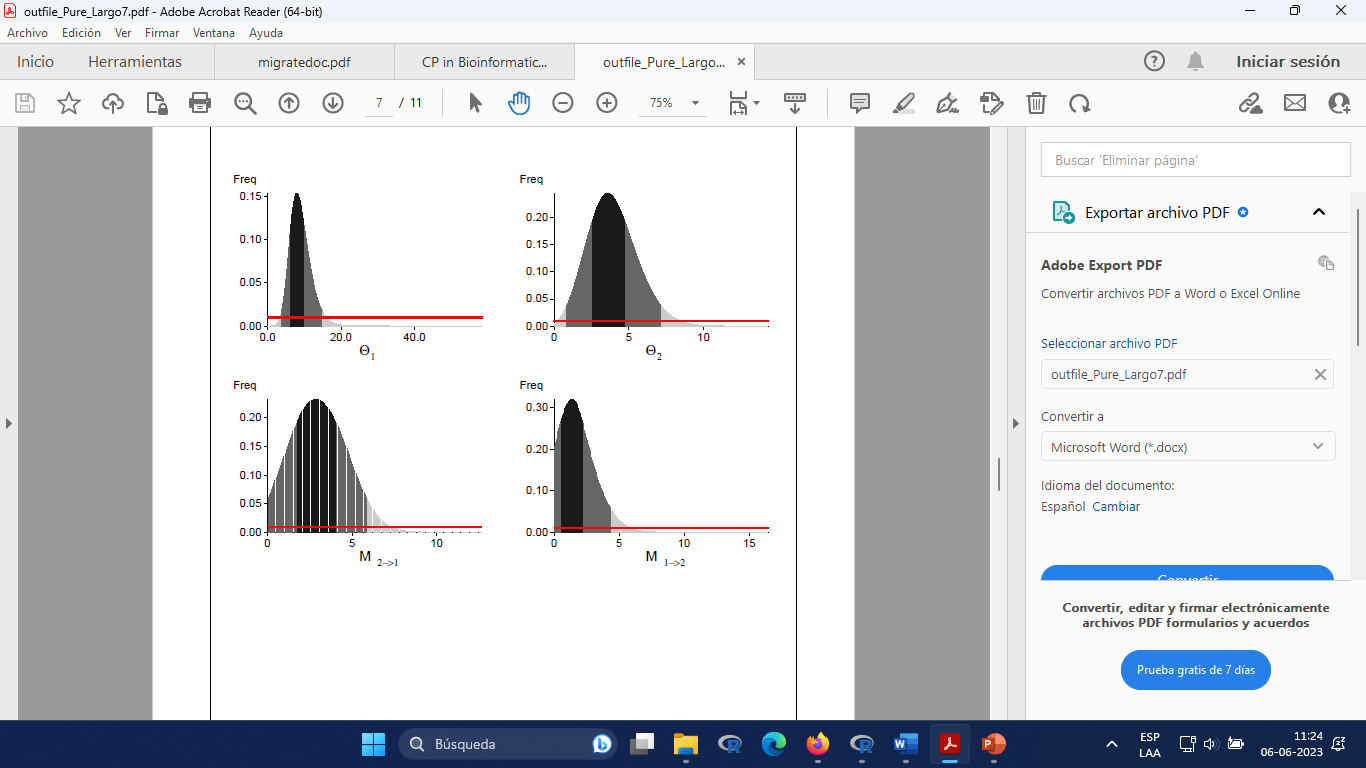 outfile_Pure_Largo7.pdf - Adobe Acrobat Reader (64-bit)
Archivo Edición Ver Firmar Ventana Ayuda
Inicio Herramientas migratedoc.pdf CP in Bioinformatic... outfile_Pure_Largo... Iniciar sesión
7 / 11 75%
Buscar 'Eliminar página'
Exportar archivo PDF
Adobe Export PDF
Convertir archivos PDF a Word o Excel Online
Seleccionar archivo PDF
outfile_Pure_Largo7.pdf
Convertir a
Microsoft Word (*.docx)
Idioma del documento:
Español Cambiar
Convertir
Convertir, editar y firmar electrónicamente
archivos PDF formularios y acuerdos
Prueba gratis de 7 días
Freq
0.15
0.10
0.05
0.00
0.0 20.0 40.0
Θ1
Freq
0.20
0.15
0.10
0.05
0.00
0 5 10
Θ2
Freq
0.20
0.15
0.10
0.05
0.00
0 5 10
M 2->1
Freq
0.30
0.20
0.10
0.00
0 5 10 15
M 1->2
Búsqueda
ESP
LAA
11:24
06-06-2023